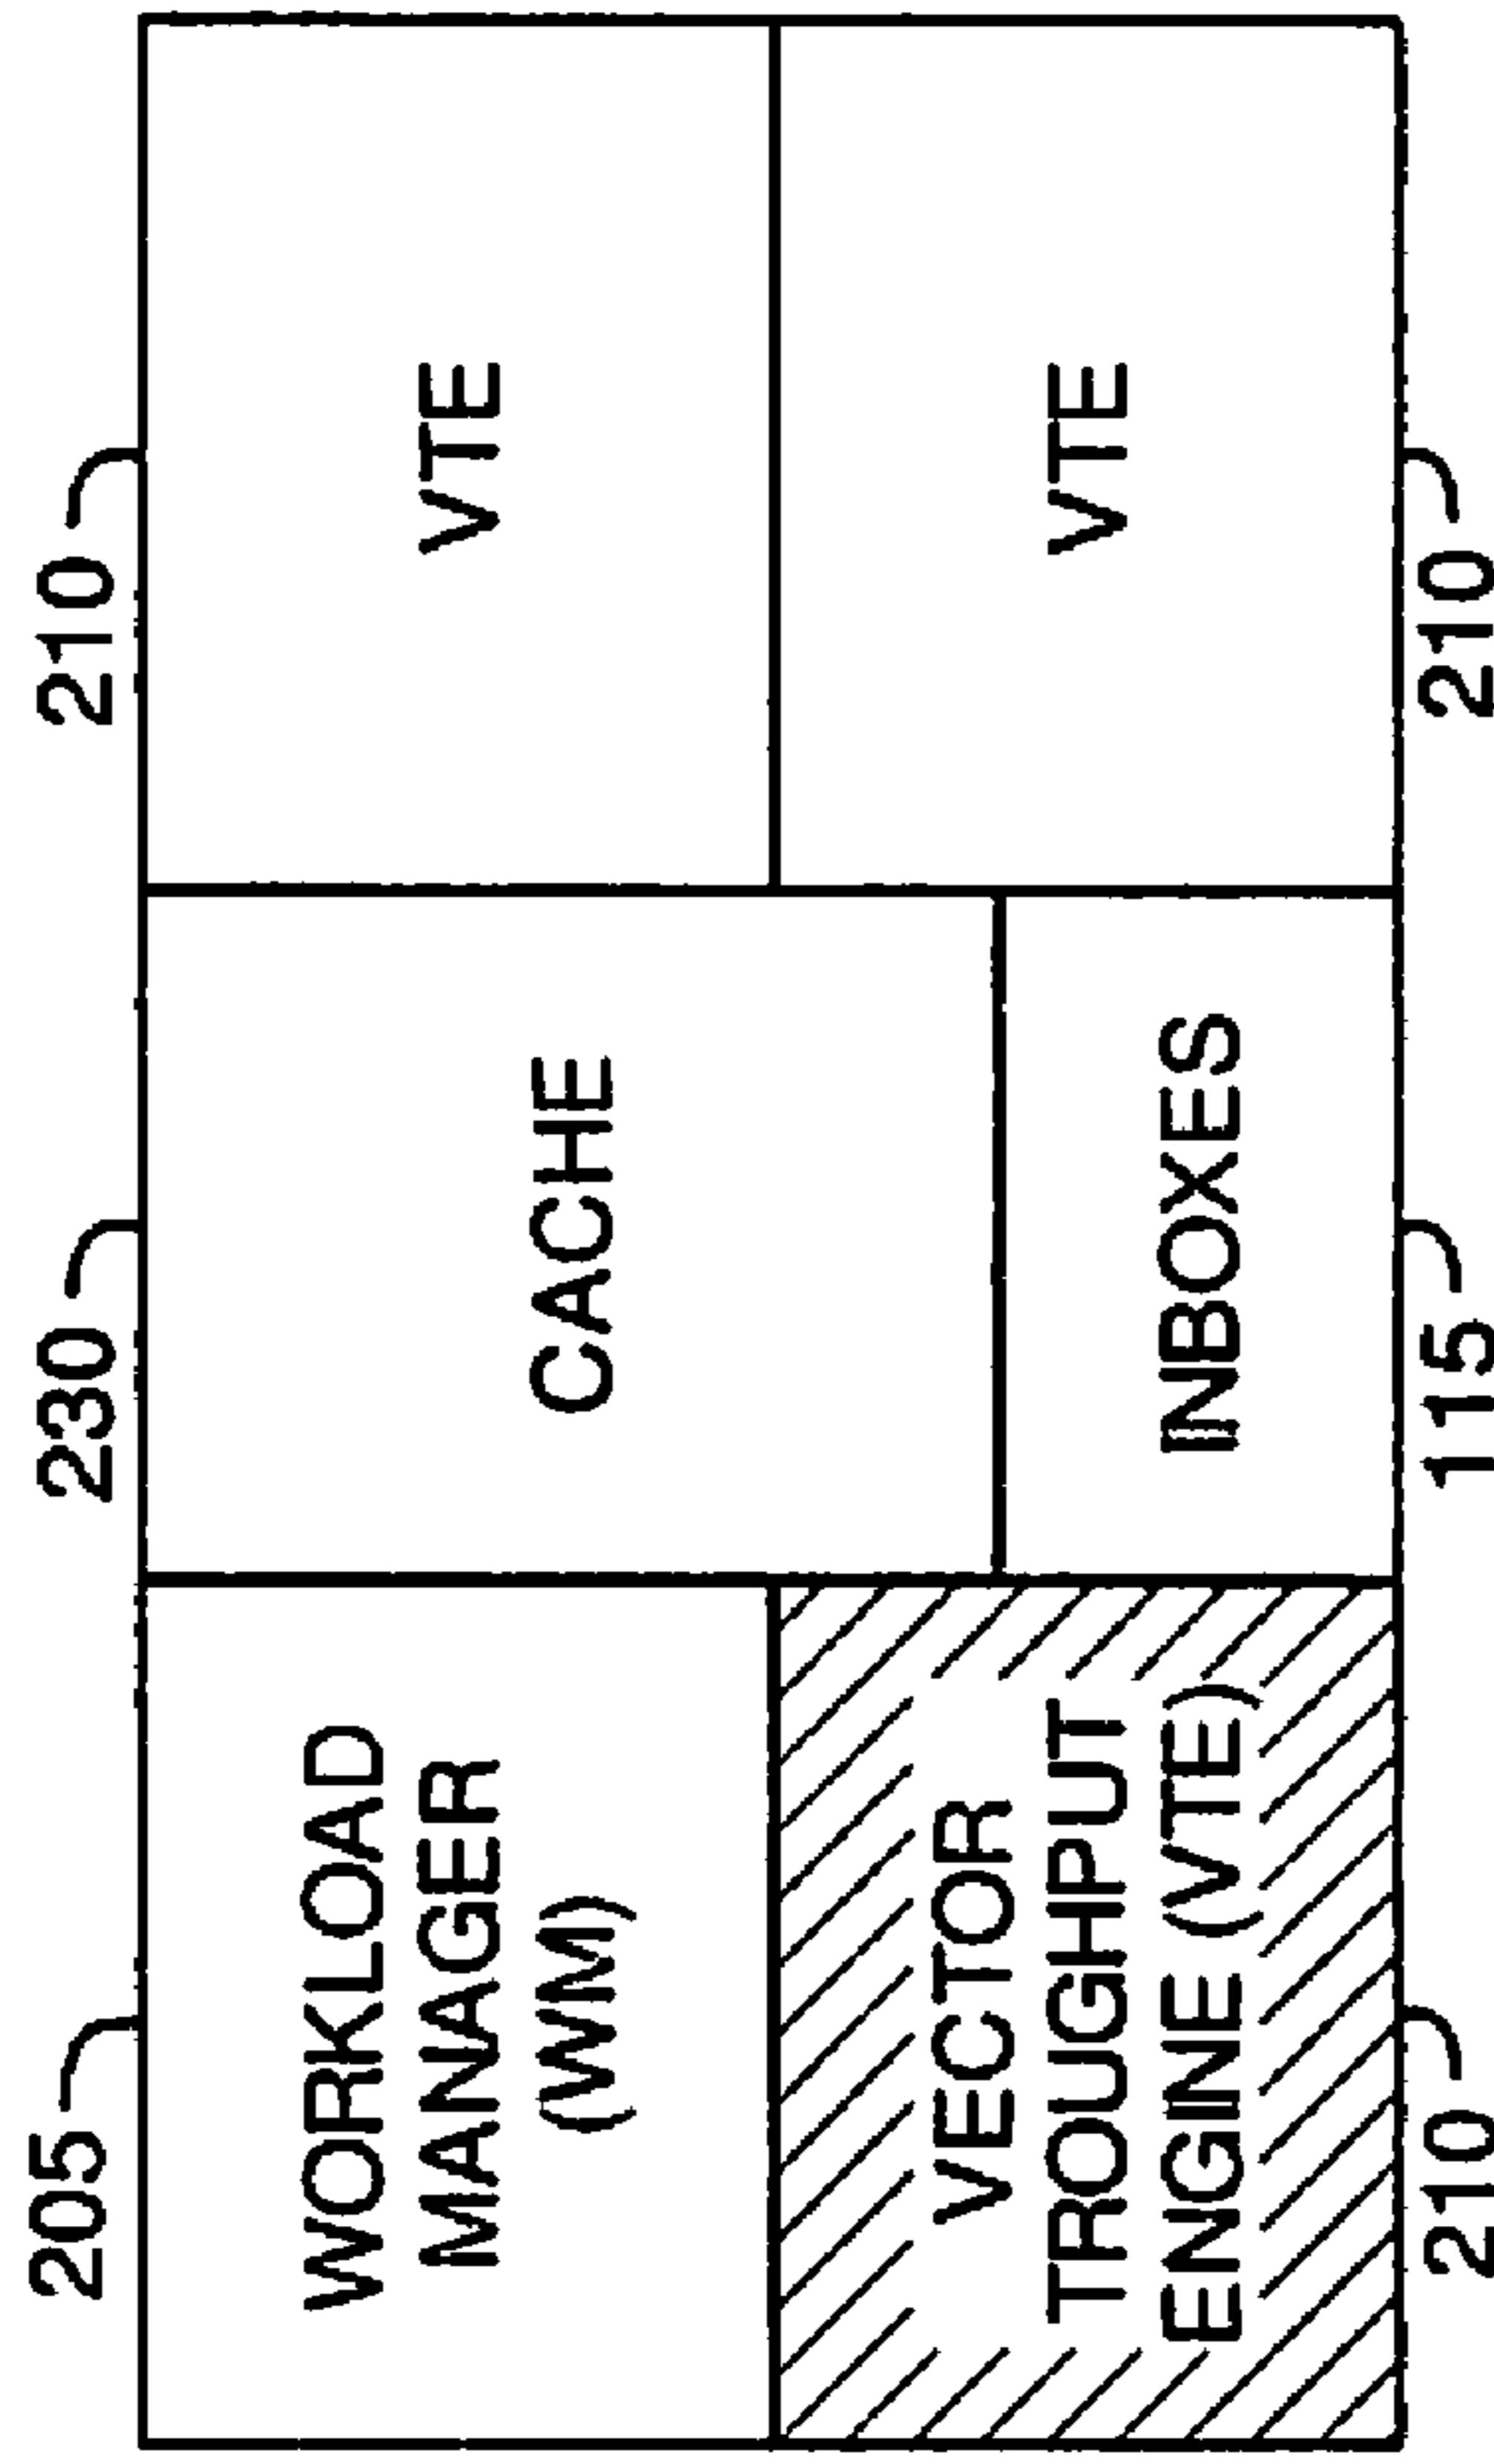 205
230
210
WORKLOAD
MANAGER
(WM)
CACHE
VTE
VECTOR
TROUGHPUT
ENGINE (VTE)
INBOXES
VTE
210
115
210